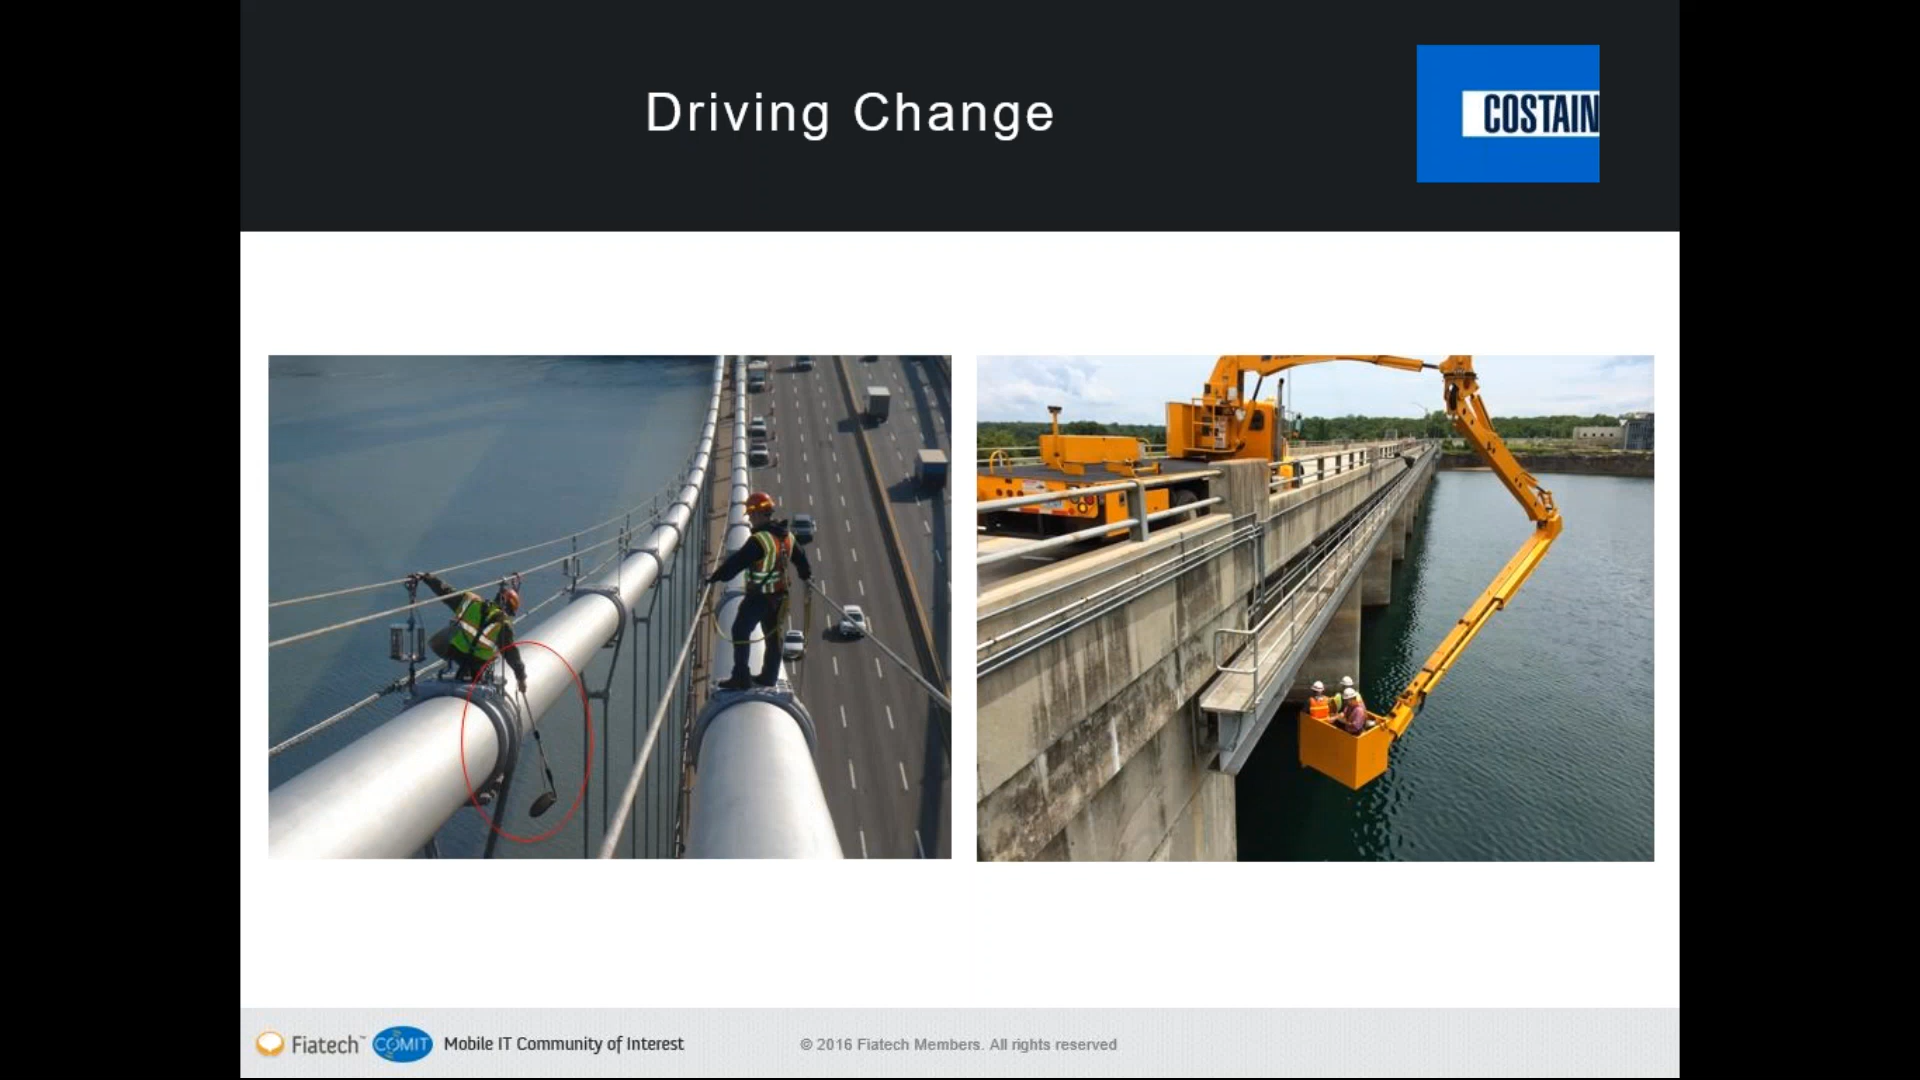 Driving Change
COSTAIN
Fiatech™ COMIT Mobile IT Community of Interest
© 2016 Fiatech Members. All rights reserved